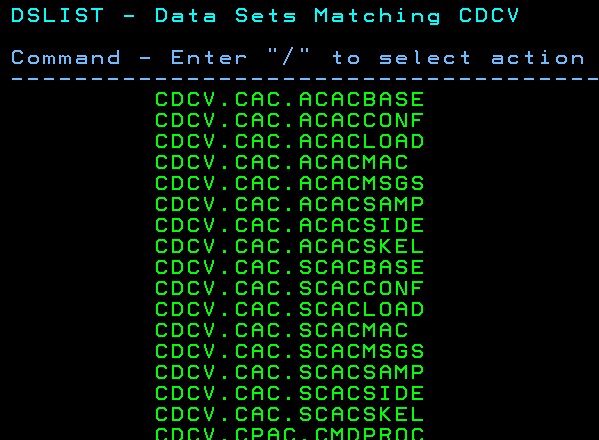 DSLIST - Data Sets Matching CDCV
Command - Enter "/" to select action
----------------------------------------------------------
CDCV.CAC.ACACBASE
CDCV.CAC.ACACCONF
CDCV.CAC.ACACLOAD
CDCV.CAC.ACACMAC
CDCV.CAC.ACACMSGS
CDCV.CAC.ACACSAMP
CDCV.CAC.ACACSIDE
CDCV.CAC.ACACSKEL
CDCV.CAC.SCACBASE
CDCV.CAC.SCACCONF
CDCV.CAC.SCACLOAD
CDCV.CAC.SCACMAC
CDCV.CAC.SCACMSGS
CDCV.CAC.SCACSAMP
CDCV.CAC.SCACSIDE
CDCV.CAC.SCACSKEL
CDCV.CPAC.CMDPROC